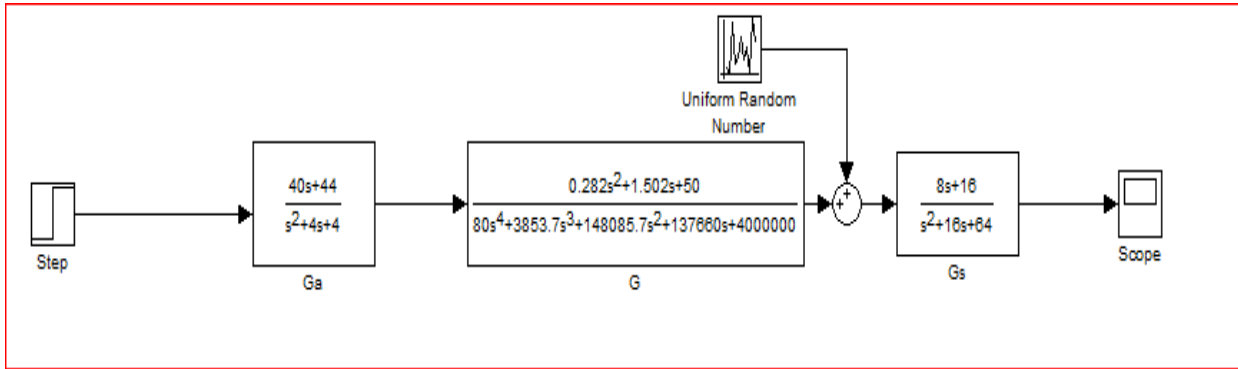 Uniform Random
Number
40s+44
s²+4s+4
0.282s²+1.502s+50
80s⁴+3853.7s³+148085.7s²+137660s+4000000
8s+16
s²+16s+64
Step
Ga
G
Gs
Scope